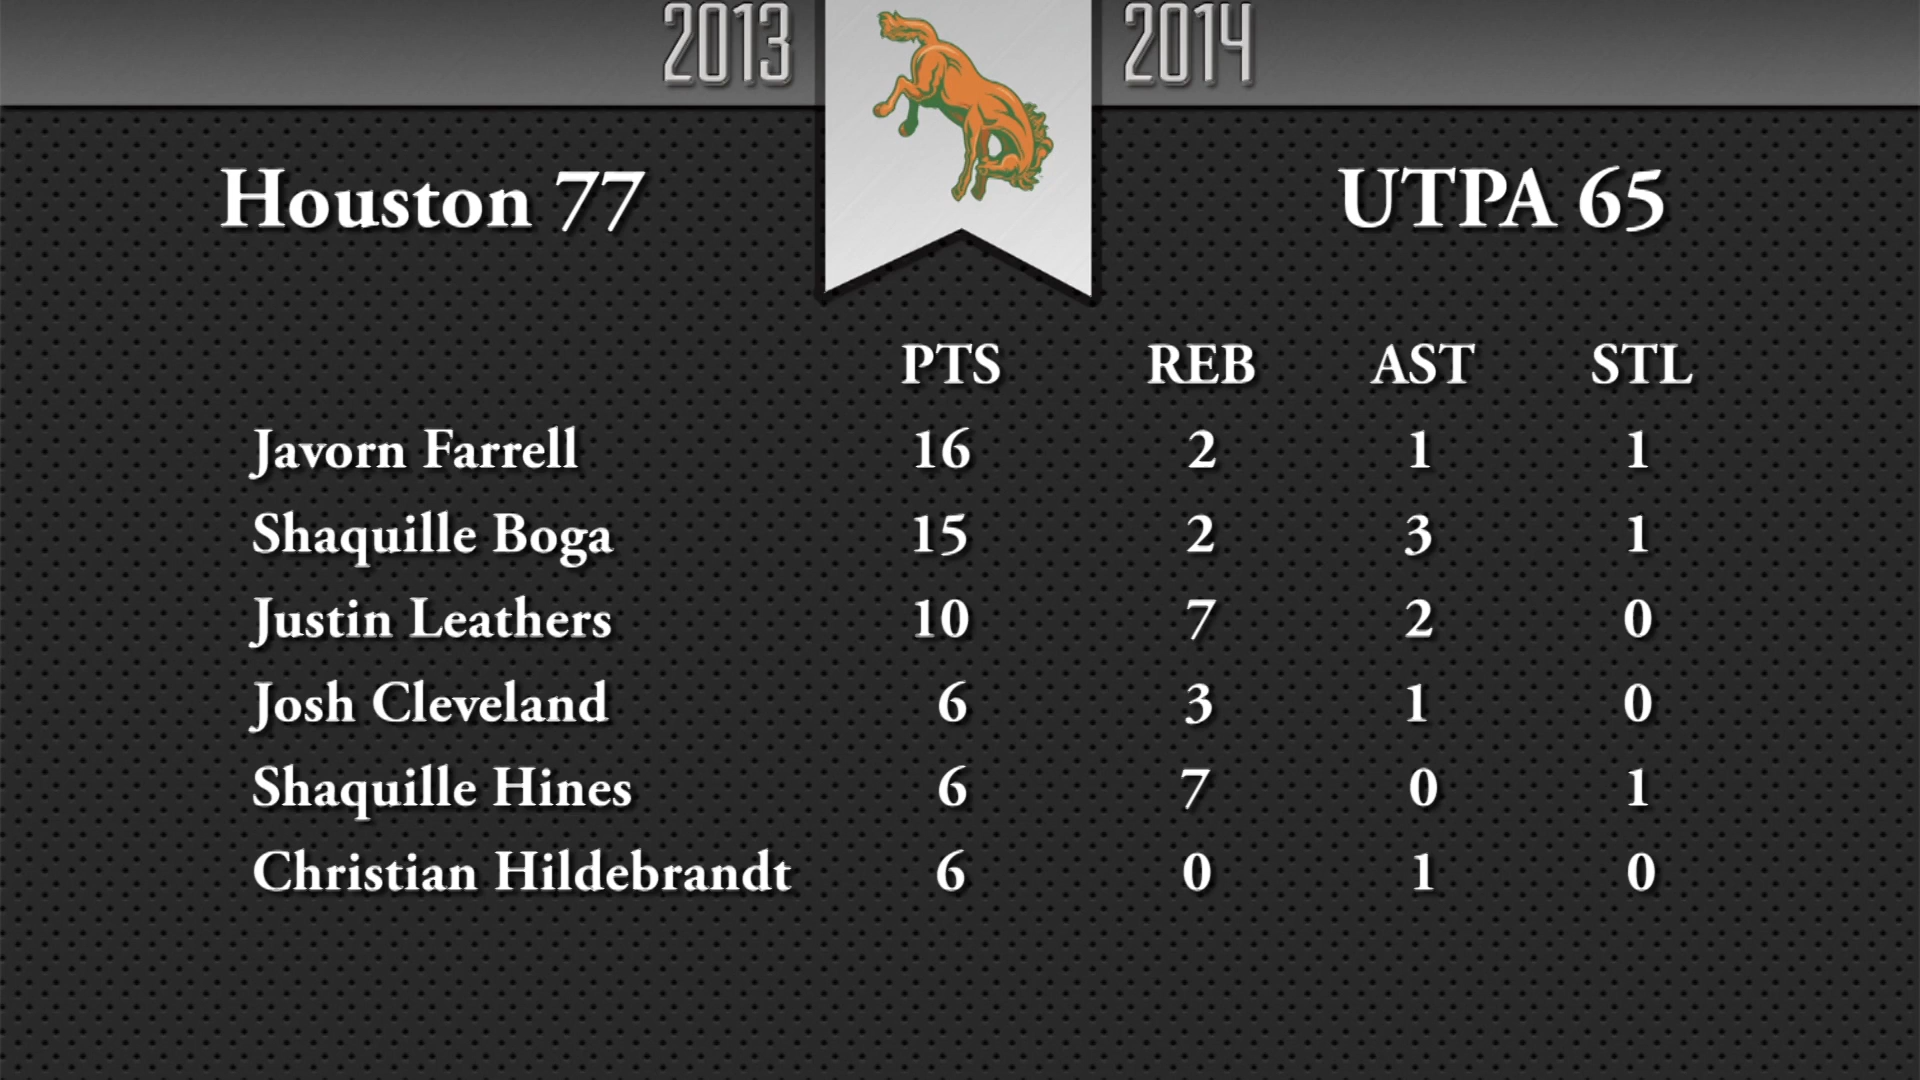 2013 2014
Houston 77 UTPA 65
PTS REB AST STL
Javorn Farrell 16 2 1 1
Shaquille Boga 15 2 3 1
Justin Leathers 10 7 2 0
Josh Cleveland 6 3 1 0
Shaquille Hines 6 7 0 1
Christian Hildebrandt 6 0 1 0